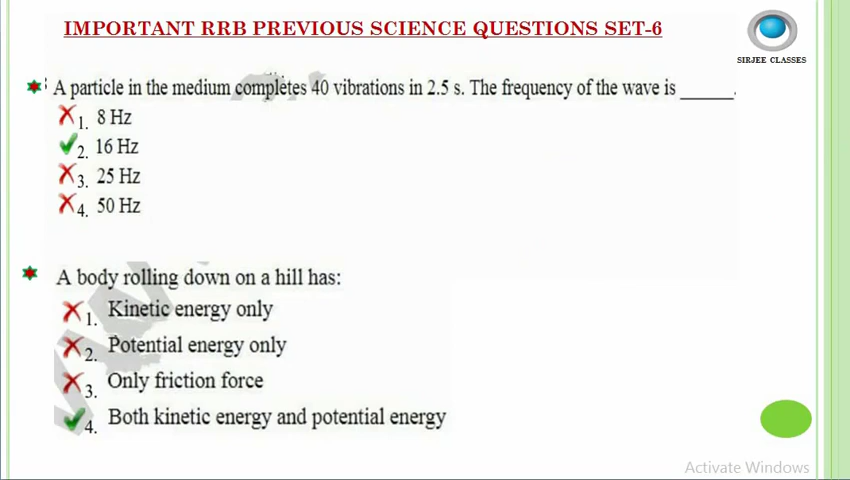 IMPORTANT RRB PREVIOUS SCIENCE QUESTIONS SET-6
SIRJEE CLASSES
A particle in the medium completes 40 vibrations in 2.5 s. The frequency of the wave is ______.
1. 8 Hz
2. 16 Hz
3. 25 Hz
4. 50 Hz
A body rolling down on a hill has:
1. Kinetic energy only
2. Potential energy only
3. Only friction force
4. Both kinetic energy and potential energy
Activate Windows